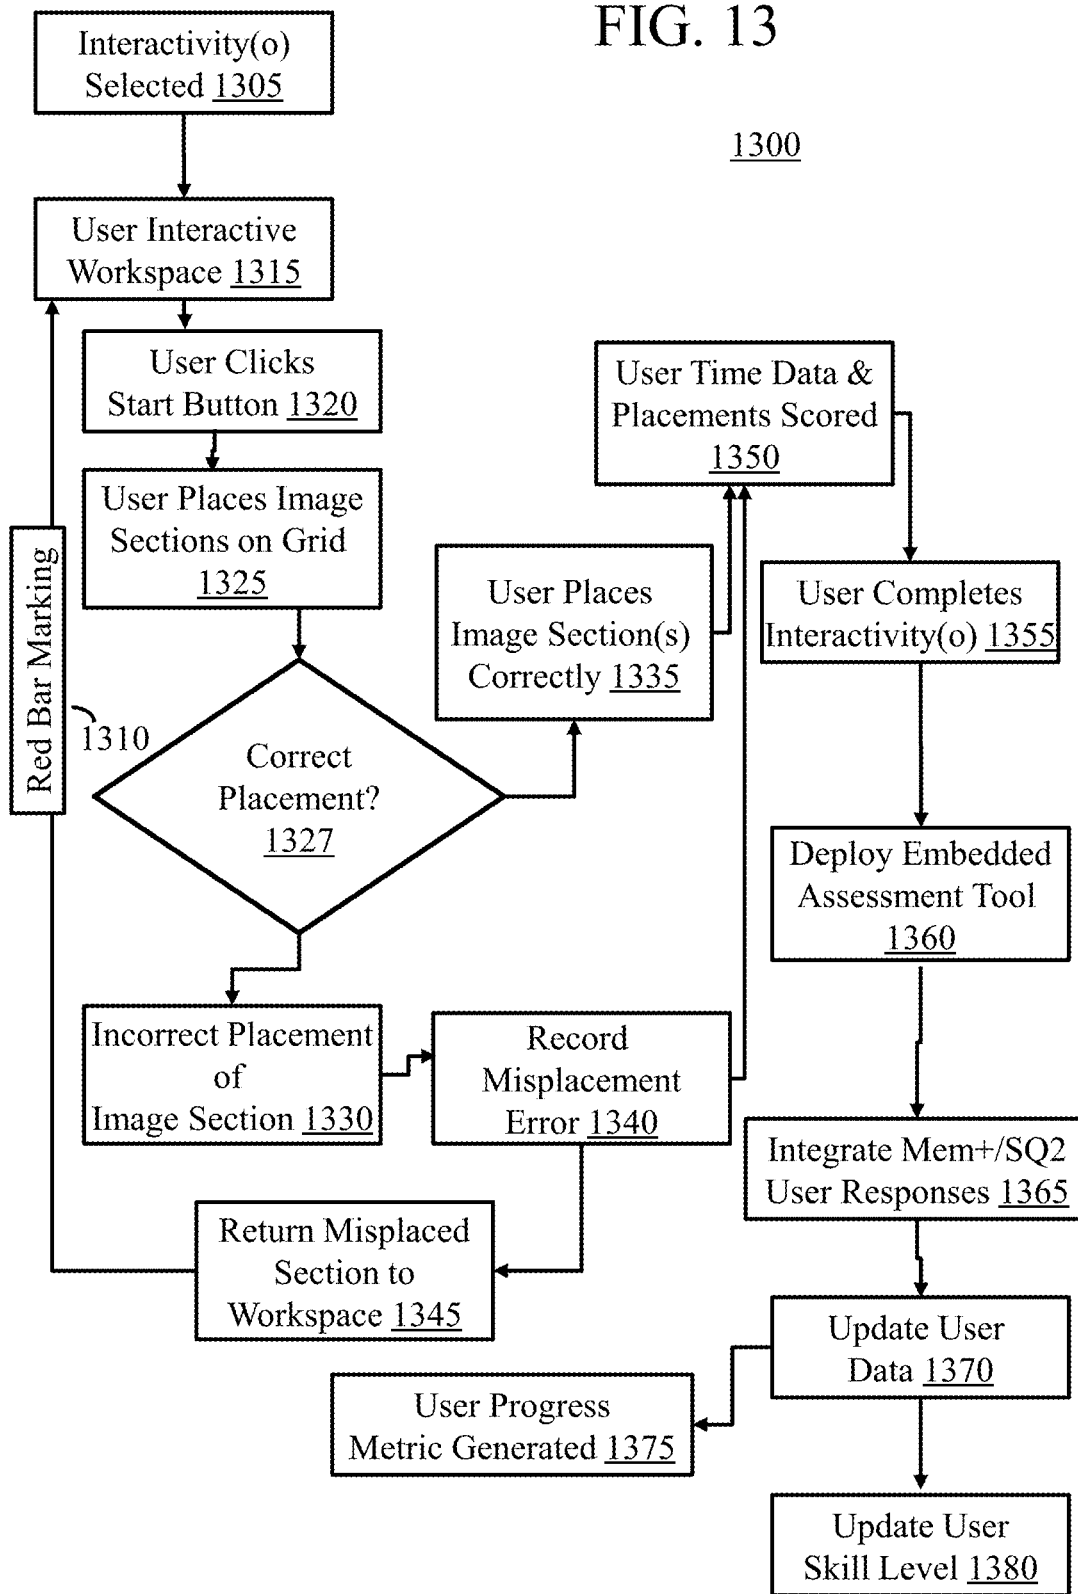 FIG. 13
1300
Interactivity(o)
Selected 1305
User Interactive
Workspace 1315
User Clicks
Start Button 1320
User Places Image
Sections on Grid
1325
Red Bar Marking
1310
Correct
Placement?
1327
User Places
Image Section(s)
Correctly 1335
User Time Data &
Placements Scored
1350
User Completes
Interactivity(o) 1355
Deploy Embedded
Assessment Tool
1360
Incorrect Placement
of
Image Section 1330
Record
Misplacement
Error 1340
Return Misplaced
Section to
Workspace 1345
Integrate Mem+/SQ2
User Responses 1365
Update User
Data 1370
User Progress
Metric Generated 1375
Update User
Skill Level 1380